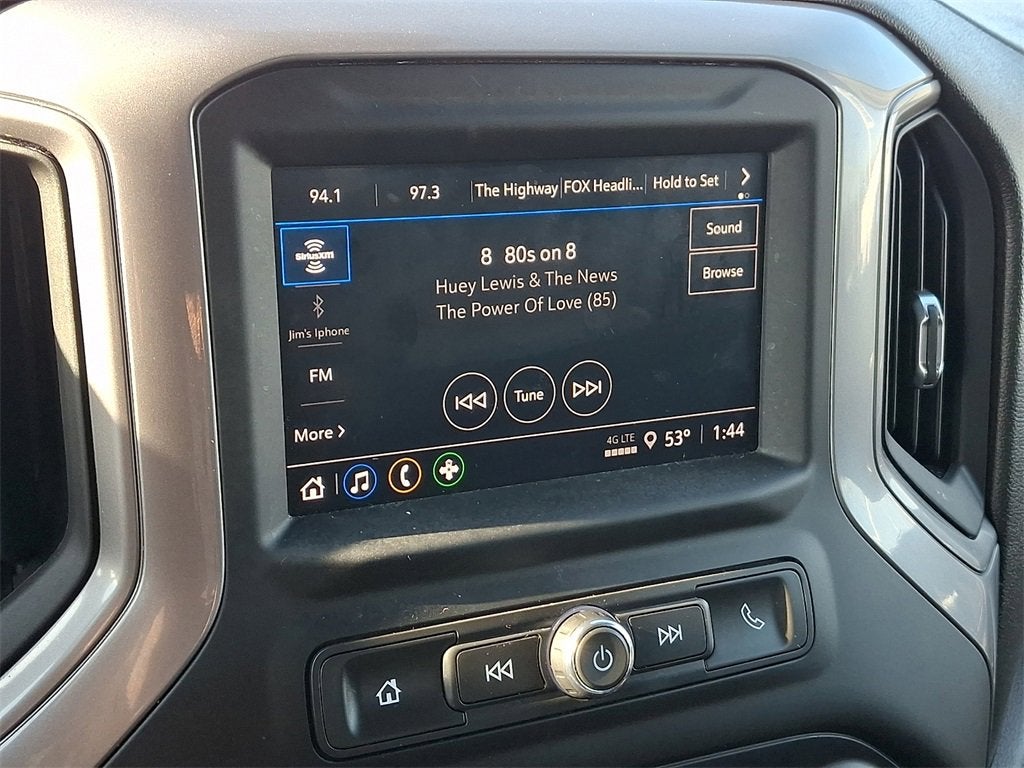 94.1
97.3
The Highway
FOX Headli...
Hold to Set
SiriusXM
8 80s on 8
Sound
Huey Lewis & The News
Browse
The Power Of Love (85)
Jim's Iphone
FM
Tune
More
4G LTE
53°
1:44